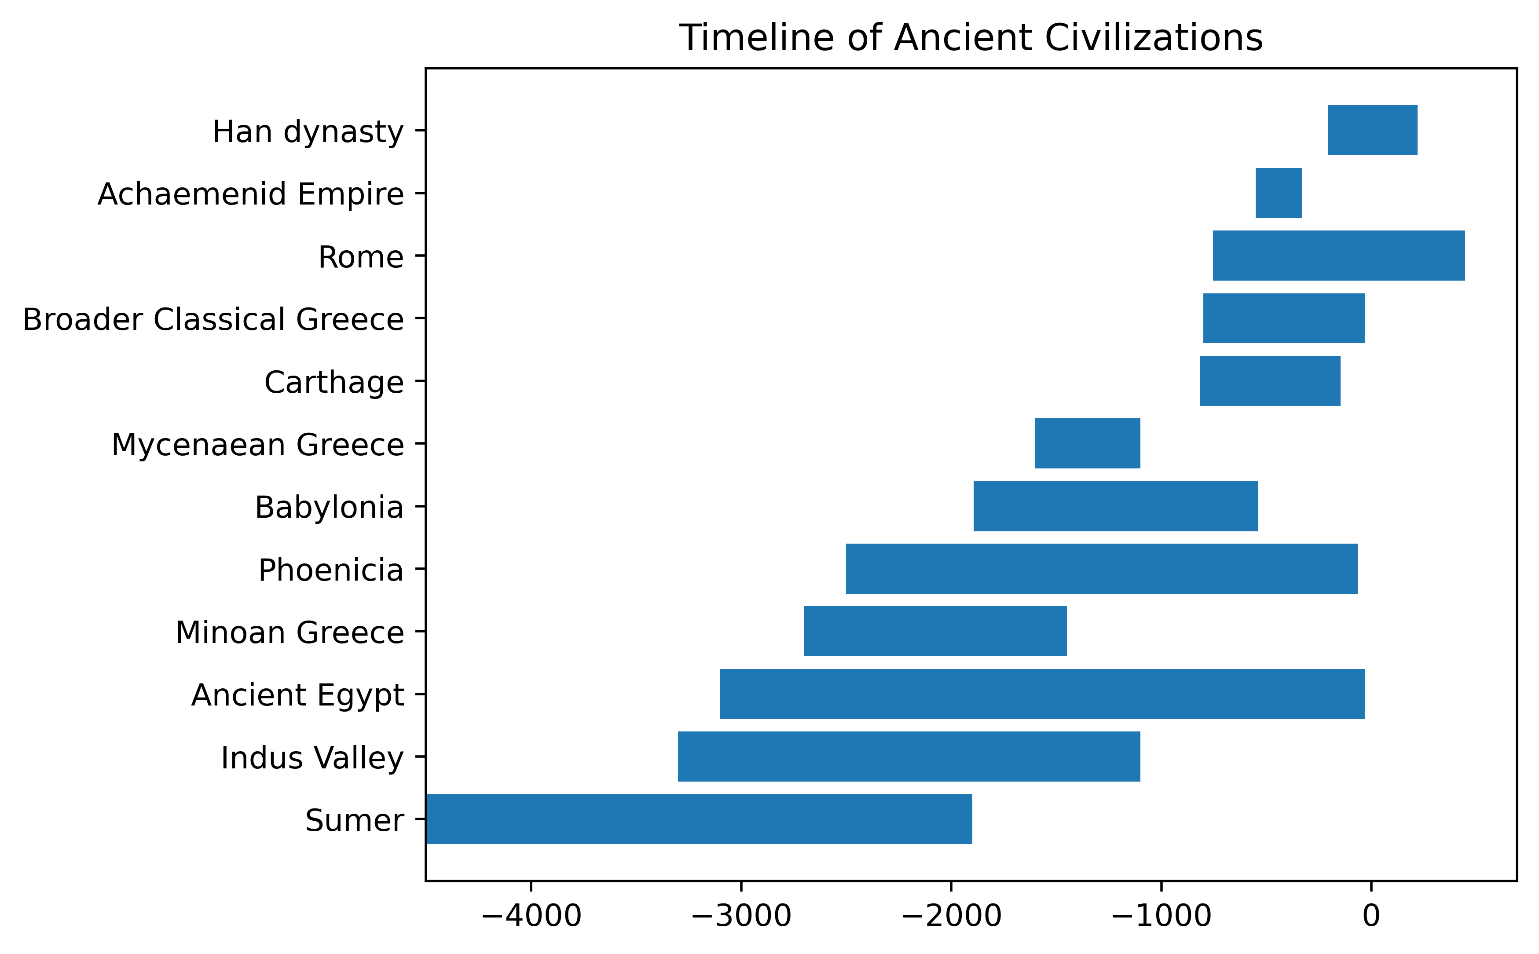 Timeline of Ancient Civilizations
Han dynasty
Achaemenid Empire
Rome
Broader Classical Greece
Carthage
Mycenaean Greece
Babylonia
Phoenicia
Minoan Greece
Ancient Egypt
Indus Valley
Sumer
−4000 −3000 −2000 −1000 0